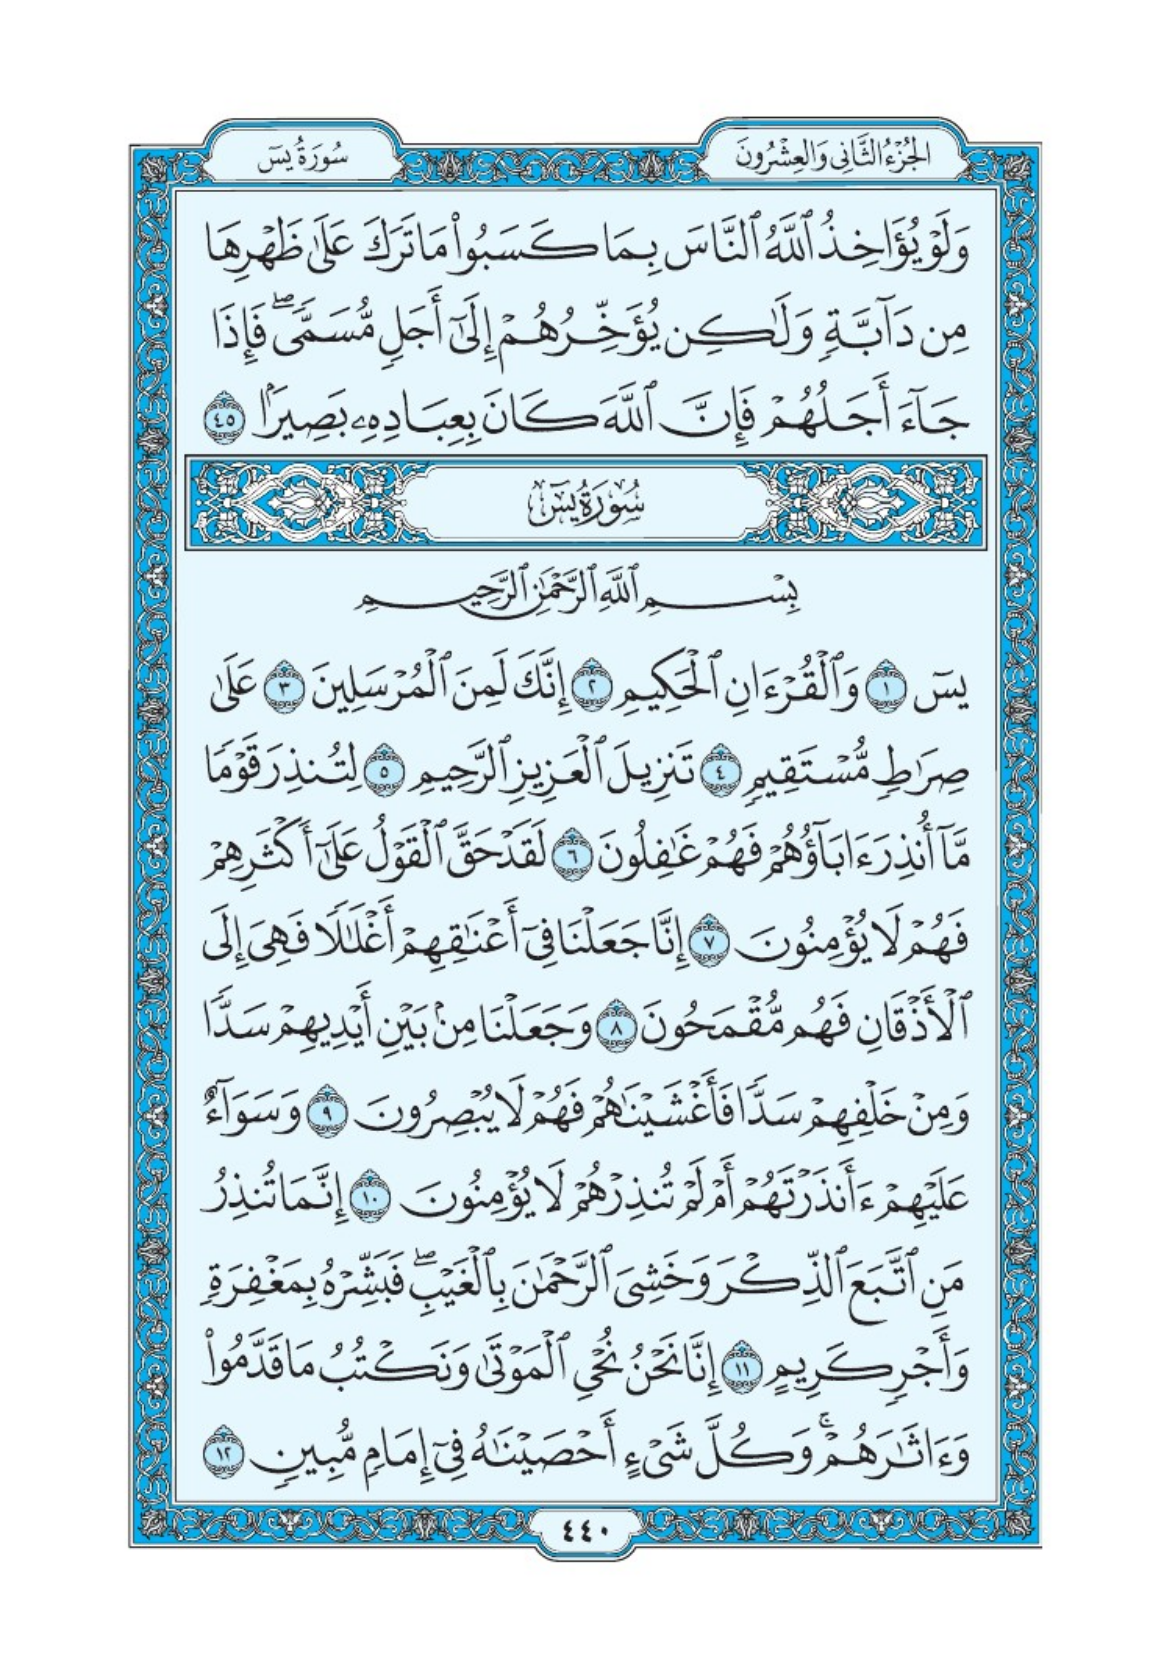 الجُزْءُ الثَّانِي وَالعِشْرُونَ
سُورَةُ يسٓ
وَلَوْ يُؤَاخِذُ ٱللَّهُ ٱلنَّاسَ بِمَا كَسَبُوا۟ مَا تَرَكَ عَلَىٰ ظَهْرِهَا
مِن دَآبَّةٍ وَلَٰكِن يُؤَخِّرُهُمْ إِلَىٰٓ أَجَلٍ مُّسَمًّى ۖ فَإِذَا
جَآءَ أَجَلُهُمْ فَإِنَّ ٱللَّهَ كَانَ بِعِبَادِهِۦ بَصِيرًۢا ٤٥
سُورَةُ يسٓ
بِسْمِ ٱللَّهِ ٱلرَّحْمَٰنِ ٱلرَّحِيمِ
يسٓ ١ وَٱلْقُرْءَانِ ٱلْحَكِيمِ ٢ إِنَّكَ لَمِنَ ٱلْمُرْسَلِينَ ٣ عَلَىٰ
صِرَٰطٍ مُّسْتَقِيمٍ ٤ تَنزِيلَ ٱلْعَزِيزِ ٱلرَّحِيمِ ٥ لِتُنذِرَ قَوْمًا
مَّآ أُنذِرَ ءَابَآؤُهُمْ فَهُمْ غَٰفِلُونَ ٦ لَقَدْ حَقَّ ٱلْقَوْلُ عَلَىٰٓ أَكْثَرِهِمْ
فَهُمْ لَا يُؤْمِنُونَ ٧ إِنَّا جَعَلْنَا فِىٓ أَعْنَٰقِهِمْ أَغْلَٰلًا فَهِىَ إِلَى
ٱلْأَذْقَانِ فَهُم مُّقْمَحُونَ ٨ وَجَعَلْنَا مِنۢ بَيْنِ أَيْدِيهِمْ سَدًّا
وَمِنْ خَلْفِهِمْ سَدًّا فَأَغْشَيْنَٰهُمْ فَهُمْ لَا يُبْصِرُونَ ٩ وَسَوَآءٌ
عَلَيْهِمْ ءَأَنذَرْتَهُمْ أَمْ لَمْ تُنذِرْهُمْ لَا يُؤْمِنُونَ ١٠ إِنَّمَا تُنذِرُ
مَنِ ٱتَّبَعَ ٱلذِّكْرَ وَخَشِىَ ٱلرَّحْمَٰنَ بِٱلْغَيْبِ ۖ فَبَشِّرْهُ بِمَغْفِرَةٍ
وَأَجْرٍ كَرِيمٍ ١١ إِنَّا نَحْنُ نُحْىِ ٱلْمَوْتَىٰ وَنَكْتُبُ مَا قَدَّمُوا۟
وَءَاثَٰرَهُمْ ۚ وَكُلَّ شَىْءٍ أَحْصَيْنَٰهُ فِىٓ إِمَامٍ مُّبِينٍ ١٢
٤٤٠